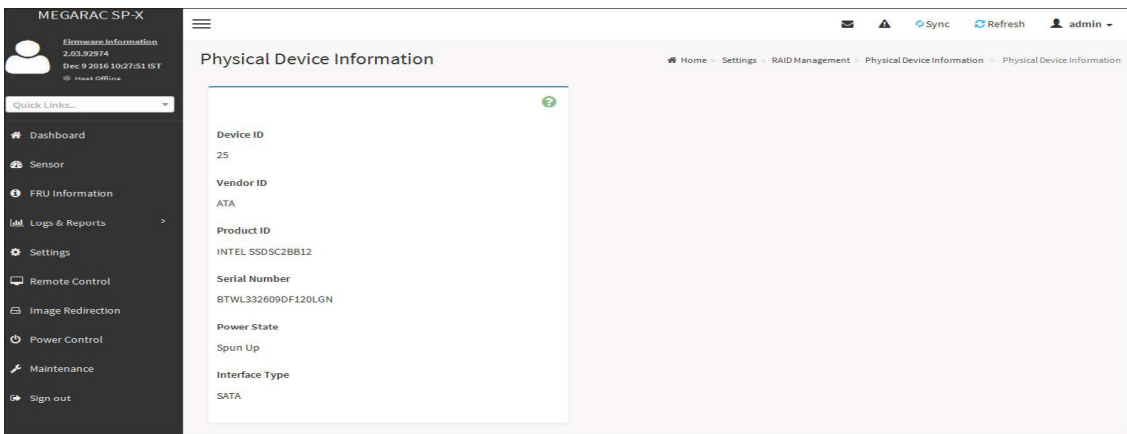 MEGARAC SP-X
Firmware Information
2.03.92974
Dec 9 2016 10:27:51 IST
Host Offline
Quick Links..
Dashboard
Sensor
FRU Information
Logs & Reports >
Settings
Remote Control
Image Redirection
Power Control
Maintenance
Sign out
Sync Refresh admin
Physical Device Information
Home > Settings > RAID Management > Physical Device Information > Physical Device Information
?
Device ID
25
Vendor ID
ATA
Product ID
INTEL SSDSC2BB12
Serial Number
BTWL332609DF120LGN
Power State
Spun Up
Interface Type
SATA